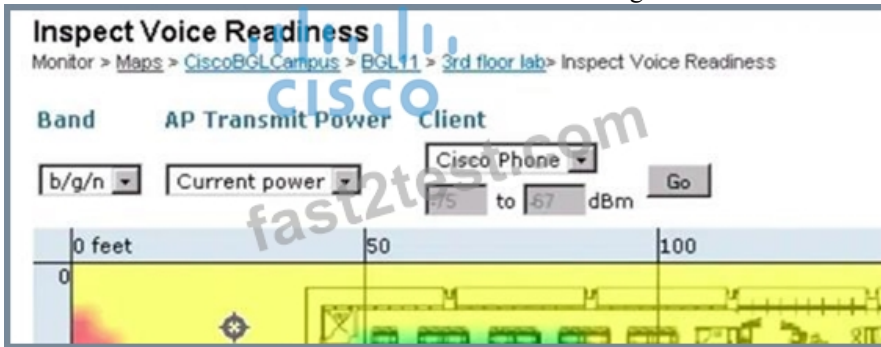 Inspect Voice Readiness
Monitor > Maps > CiscoBGLCampus > BGL11 > 3rd floor lab> Inspect Voice Readiness
CISCO
Band AP Transmit Power Client
Cisco Phone
b/g/n Current power -75 to -67 dBm Go
fast2test.com
0 feet 50 100
0